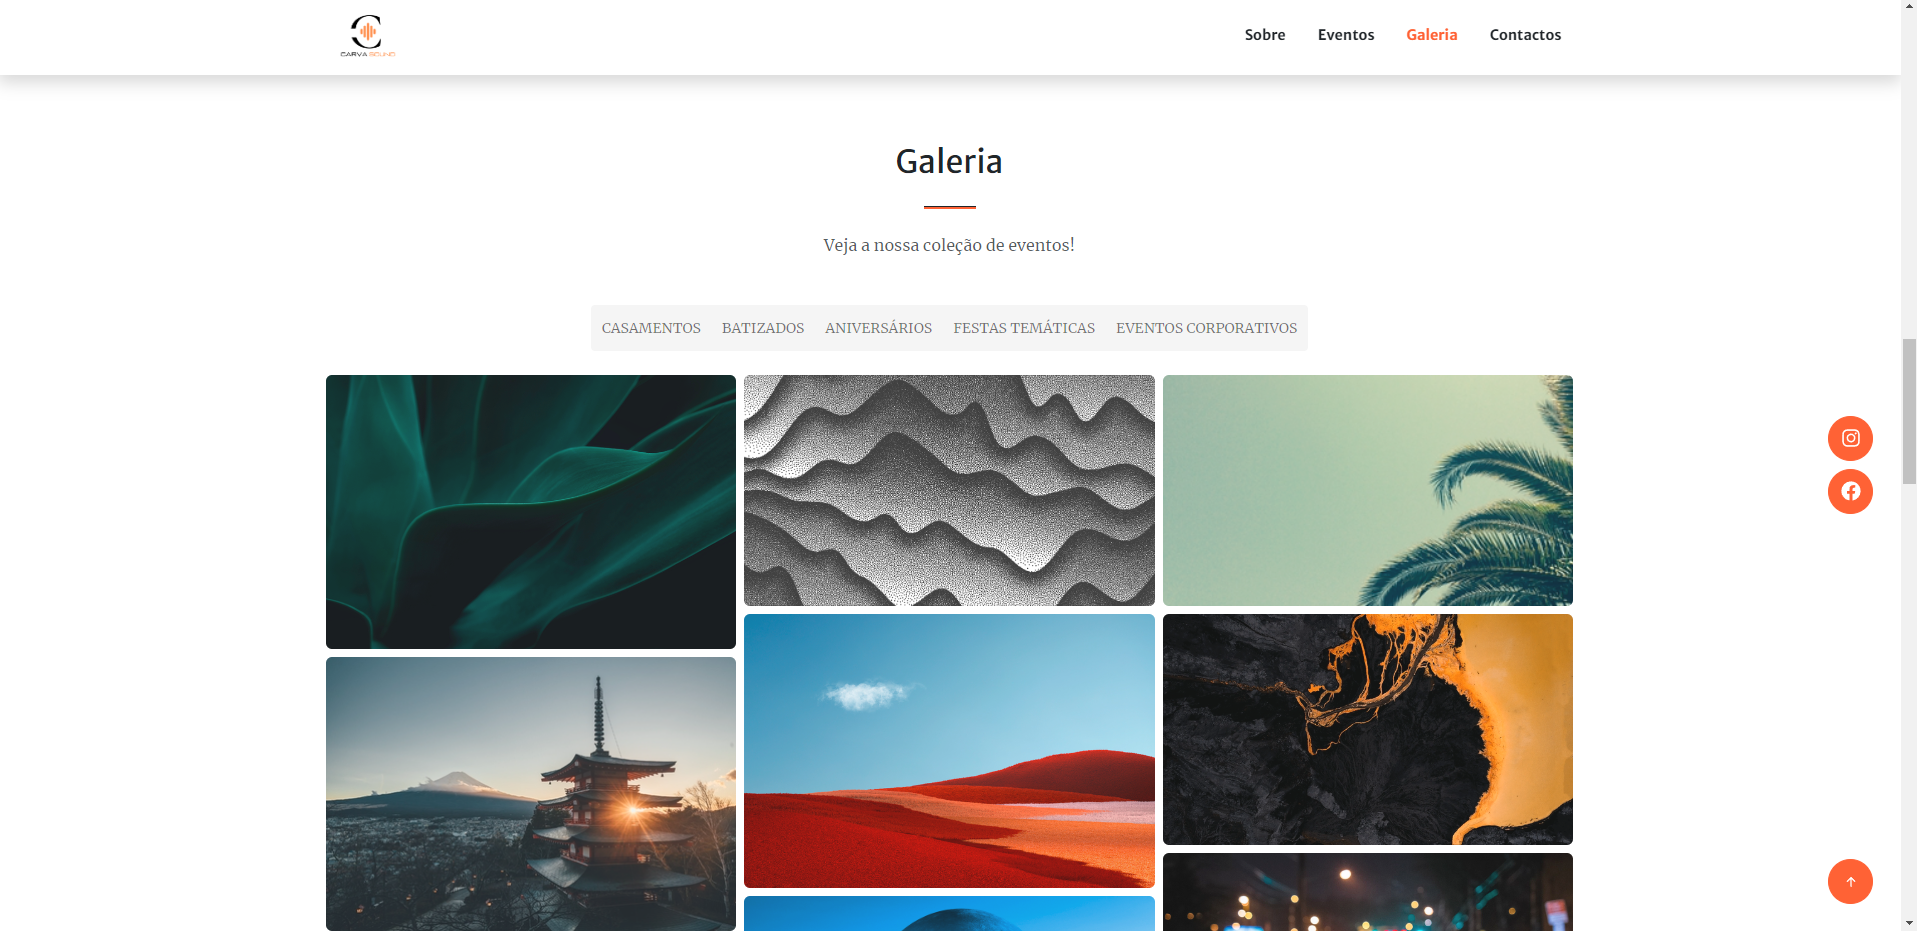 CARVA SOUND
Sobre Eventos Galeria Contactos
Galeria
Veja a nossa coleção de eventos!
CASAMENTOS BATIZADOS ANIVERSÁRIOS FESTAS TEMÁTICAS EVENTOS CORPORATIVOS